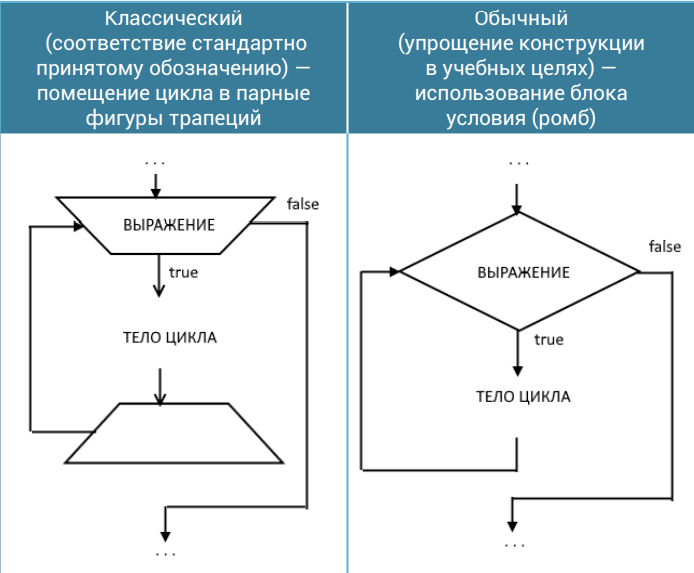 Классический
(соответствие стандартно
принятому обозначению) —
помещение цикла в парные
фигуры трапеций
Обычный
(упрощение конструкции
в учебных целях) —
использование блока
условия (ромб)
...
false
ВЫРАЖЕНИЕ
true
ТЕЛО ЦИКЛА
...
...
false
ВЫРАЖЕНИЕ
true
ТЕЛО ЦИКЛА
...